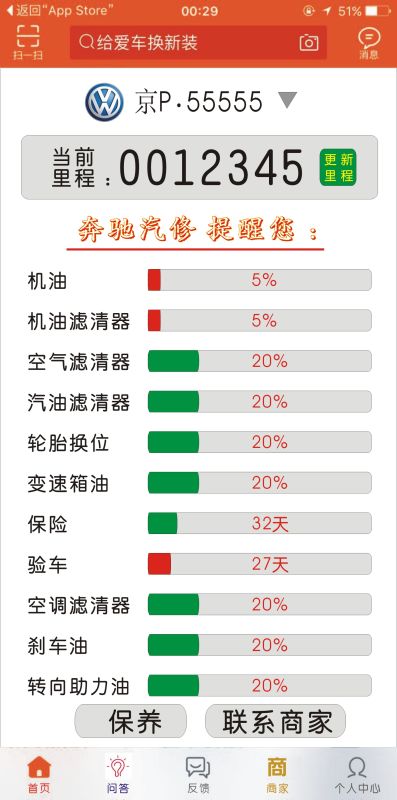 返回“App Store”
00:29
51%
扫一扫
给爱车换新装
消息
京P·55555
当前里程：
0012345
更新里程
奔驰汽修 提醒您：
机油 5%
机油滤清器 5%
空气滤清器 20%
汽油滤清器 20%
轮胎换位 20%
变速箱油 20%
保险 32天
验车 27天
空调滤清器 20%
刹车油 20%
转向助力油 20%
保养
联系商家
首页
问答
反馈
商
商家
个人中心